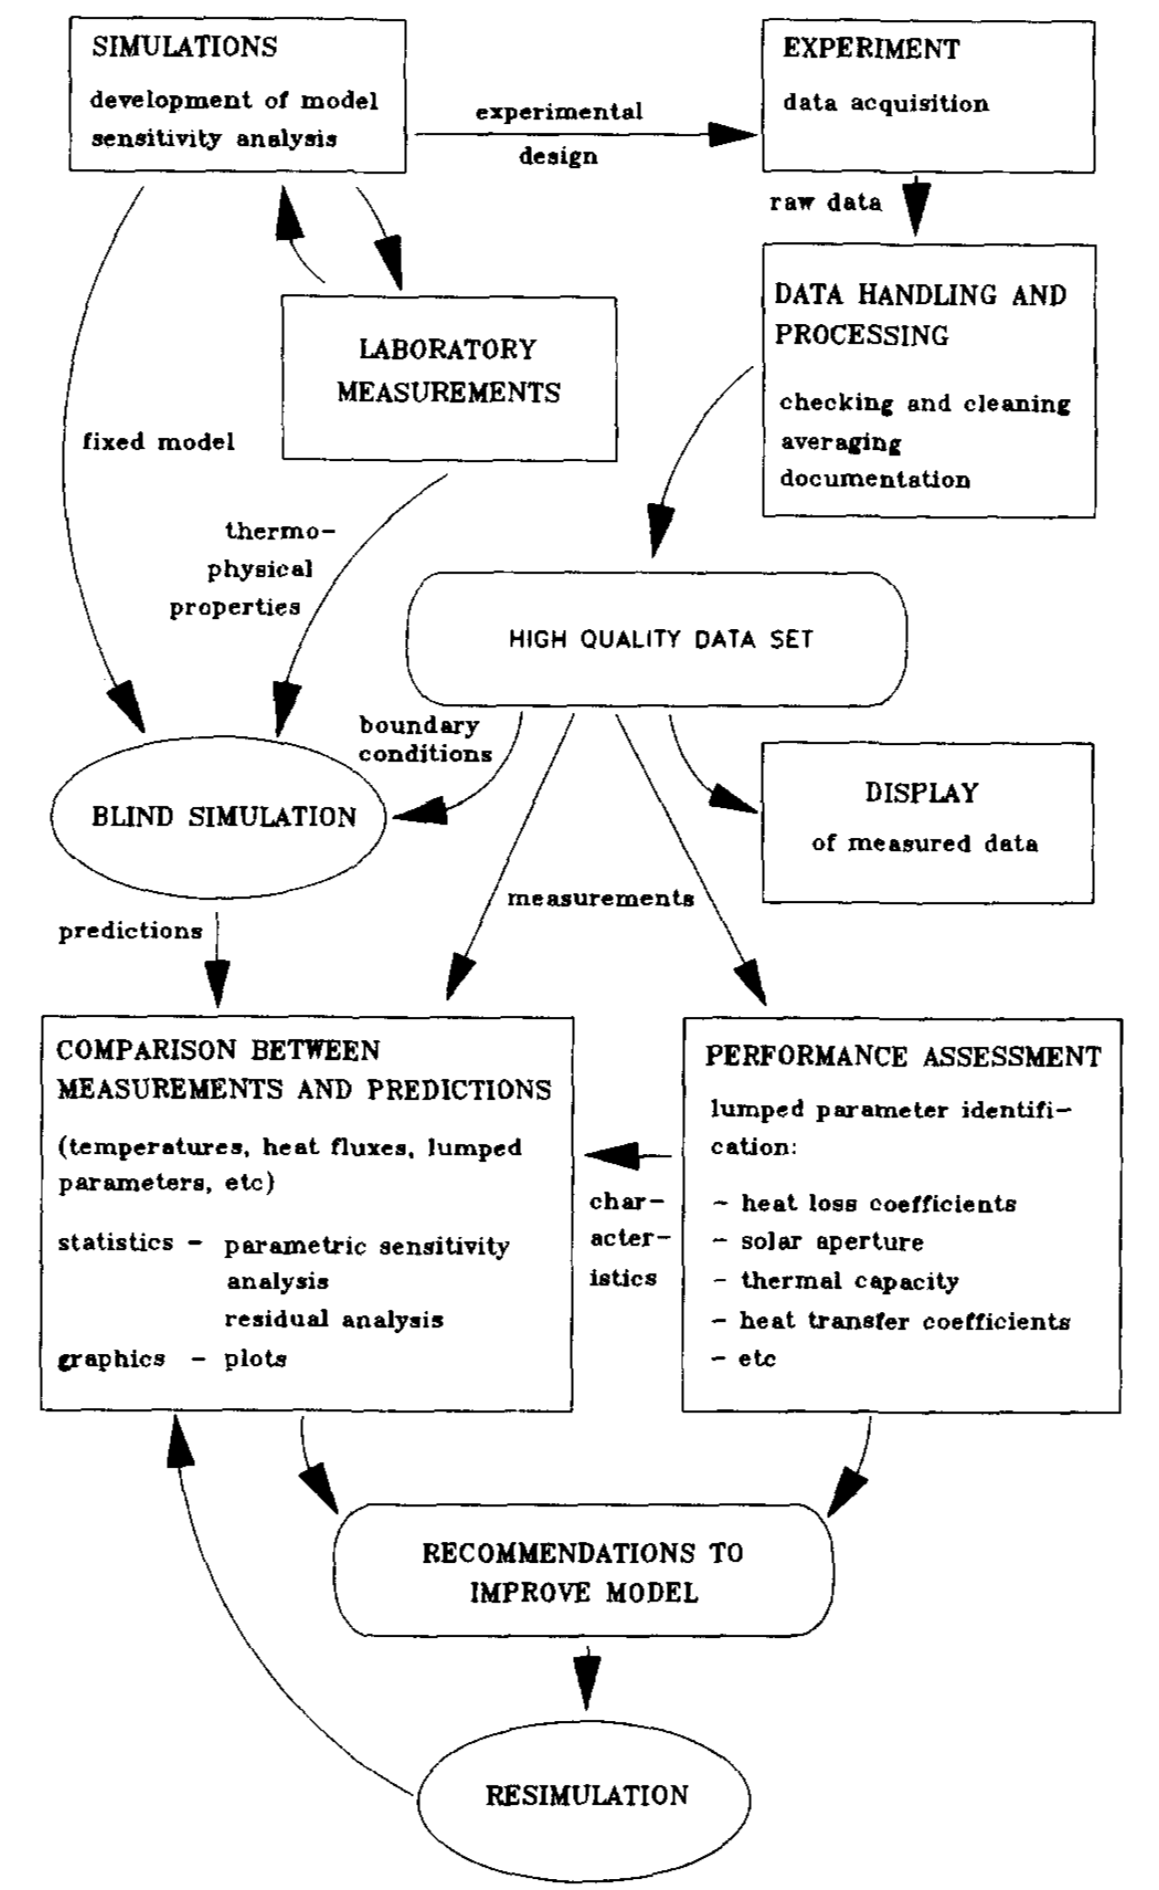 SIMULATIONS
development of model
sensitivity analysis
experimental
design
EXPERIMENT
data acquisition
raw data
DATA HANDLING AND
PROCESSING
checking and cleaning
averaging
documentation
LABORATORY
MEASUREMENTS
fixed model
thermo-
physical
properties
HIGH QUALITY DATA SET
boundary
conditions
BLIND SIMULATION
DISPLAY
of measured data
measurements
predictions
COMPARISON BETWEEN
MEASUREMENTS AND PREDICTIONS
(temperatures, heat fluxes, lumped
parameters, etc)
statistics - parametric sensitivity
analysis
residual analysis
graphics - plots
char-
acter-
istics
PERFORMANCE ASSESSMENT
lumped parameter identifi-
cation:
- heat loss coefficients
- solar aperture
- thermal capacity
- heat transfer coefficients
- etc
RECOMMENDATIONS TO
IMPROVE MODEL
RESIMULATION